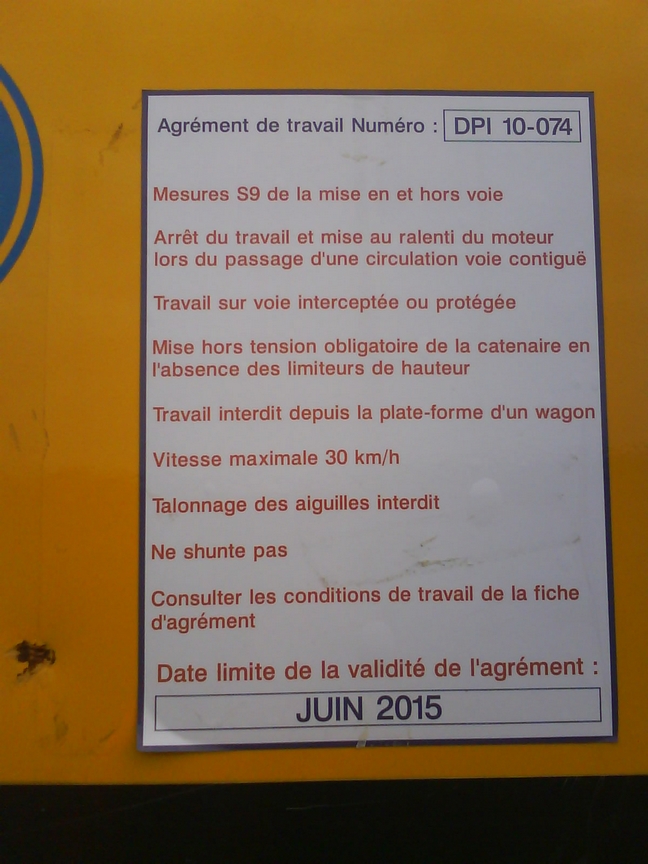 Agrément de travail Numéro : DPI 10-074
Mesures S9 de la mise en et hors voie
Arrêt du travail et mise au ralenti du moteur
lors du passage d'une circulation voie contiguë
Travail sur voie interceptée ou protégée
Mise hors tension obligatoire de la catenaire en
l'absence des limiteurs de hauteur
Travail interdit depuis la plate-forme d'un wagon
Vitesse maximale 30 km/h
Talonnage des aiguilles interdit
Ne shunte pas
Consulter les conditions de travail de la fiche
d'agrément
Date limite de la validité de l'agrément :
JUIN 2015